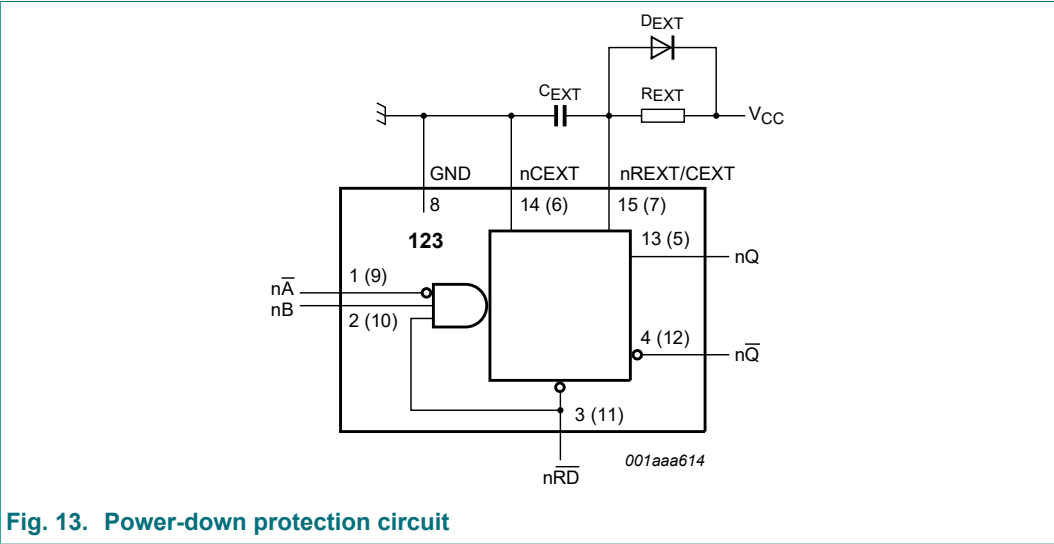 DEXT
CEXT
REXT
VCC
GND
nCEXT
nREXT/CEXT
8
14 (6)
15 (7)
123
13 (5)
nQ
1 (9)
nA̅
nB
2 (10)
4 (12)
nQ̅
3 (11)
001aaa614
nR̅D̅
Fig. 13. Power-down protection circuit